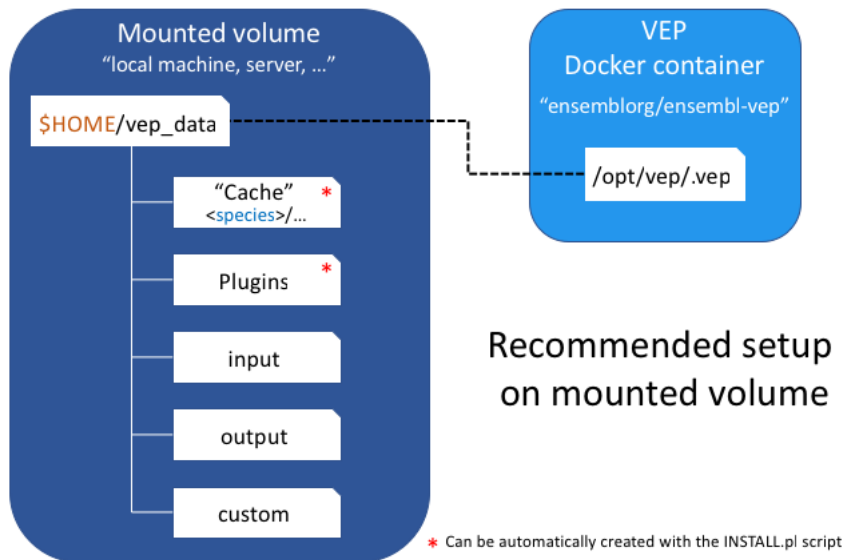 Mounted volume
“local machine, server, …”
$HOME/vep_data
“Cache” *
<species>/…
Plugins *
input
output
custom
VEP
Docker container
“ensemblorg/ensembl-vep”
/opt/vep/.vep
Recommended setup
on mounted volume
* Can be automatically created with the INSTALL.pl script